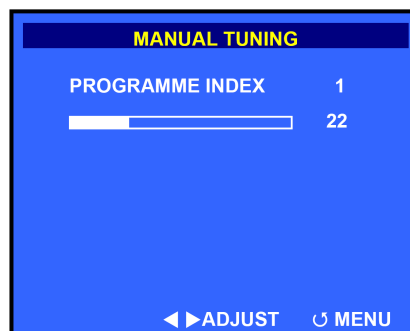 MANUAL TUNING
PROGRAMME INDEX 1
22
◀ ▶ADJUST ↺ MENU